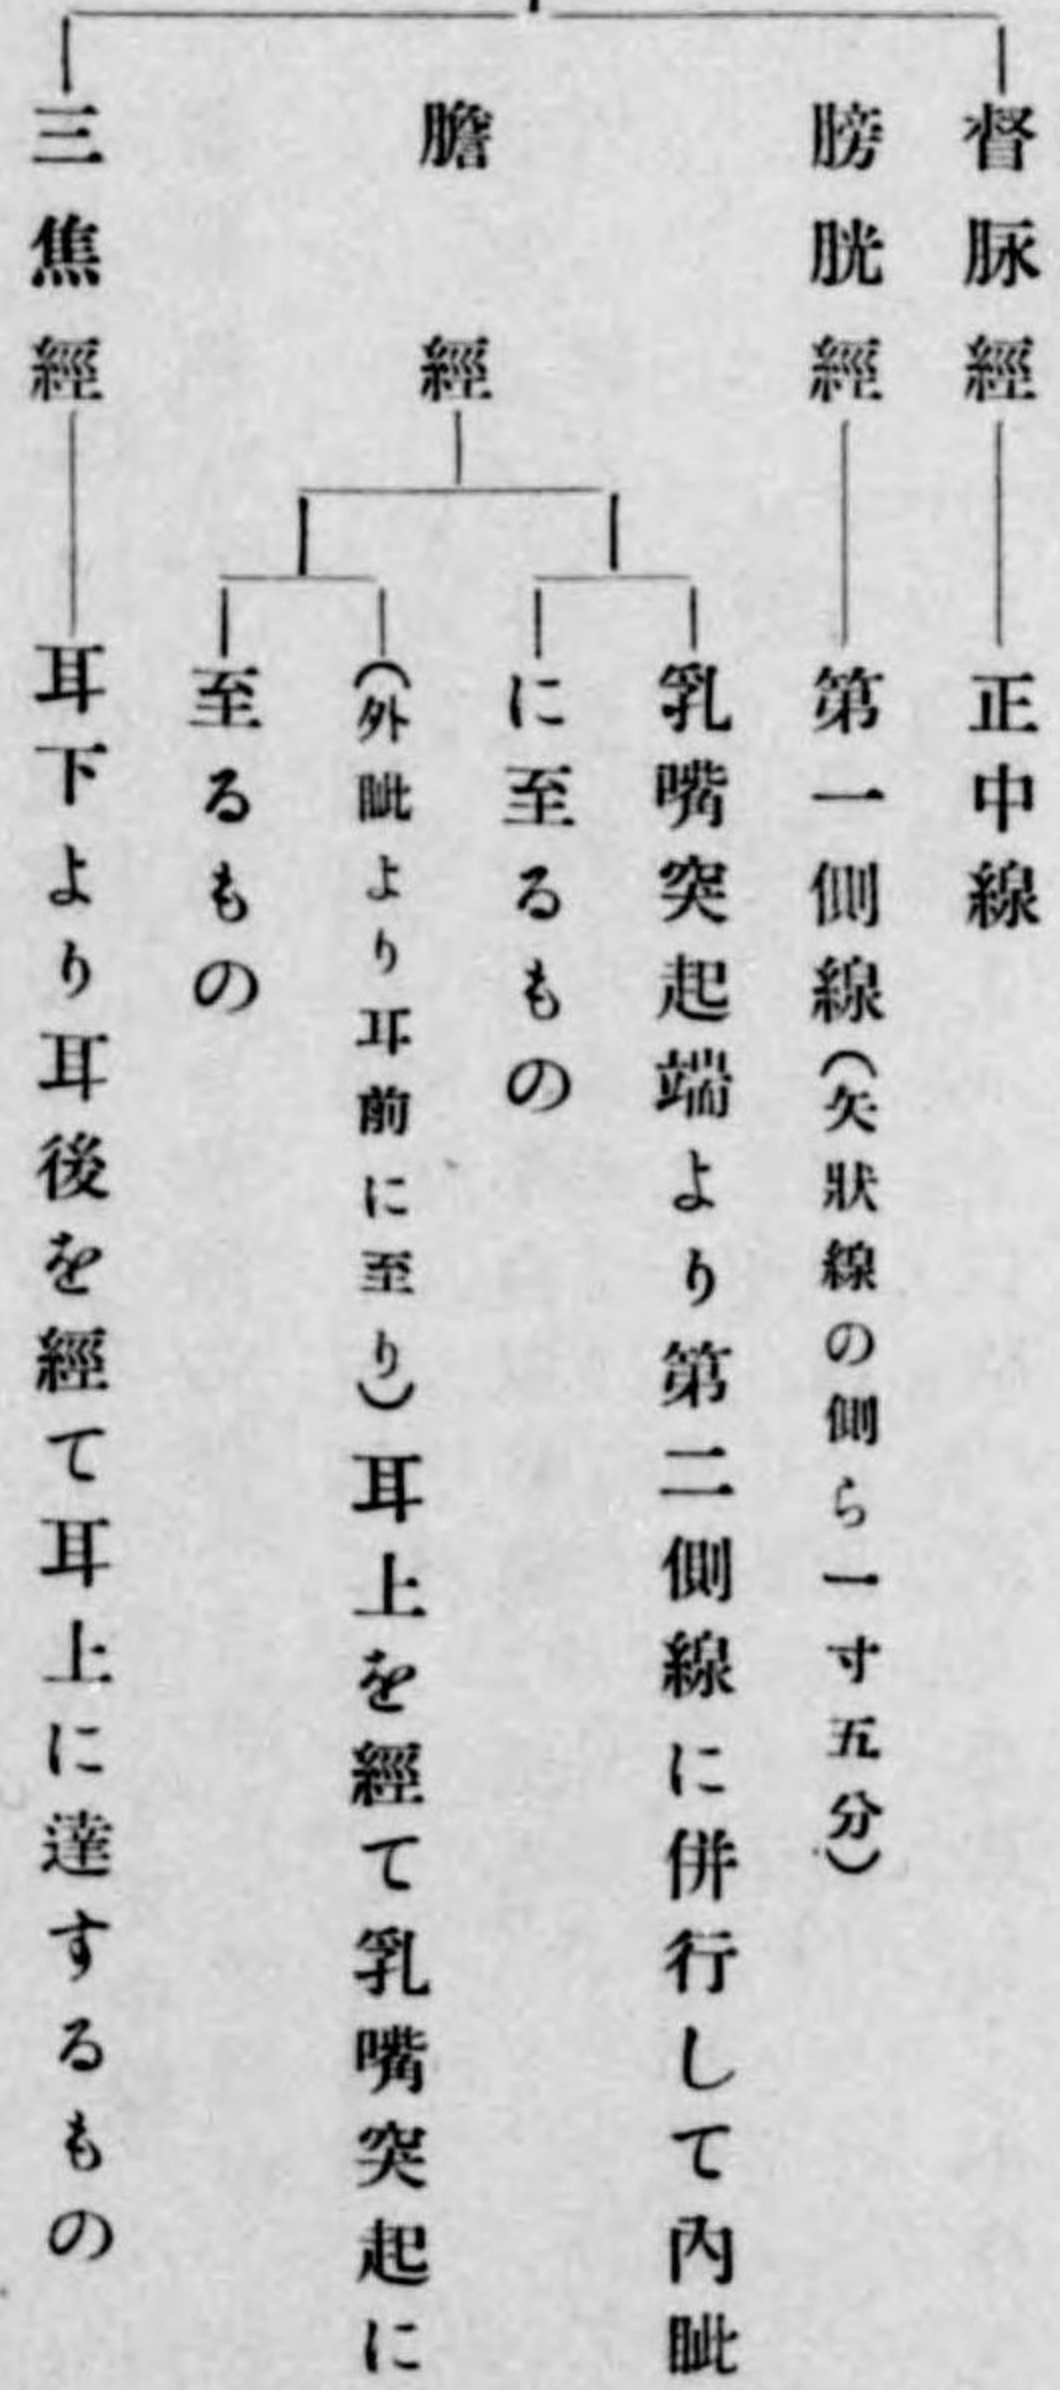 督脉經 正中線
膀胱經 第一側線(矢狀線の側ら一寸五分)
膽經
乳嘴突起端より第二側線に併行して內眦
に至るもの
(外眦より耳前に至り)耳上を經て乳嘴突起に
至るもの
三焦經 耳下より耳後を經て耳上に達するもの